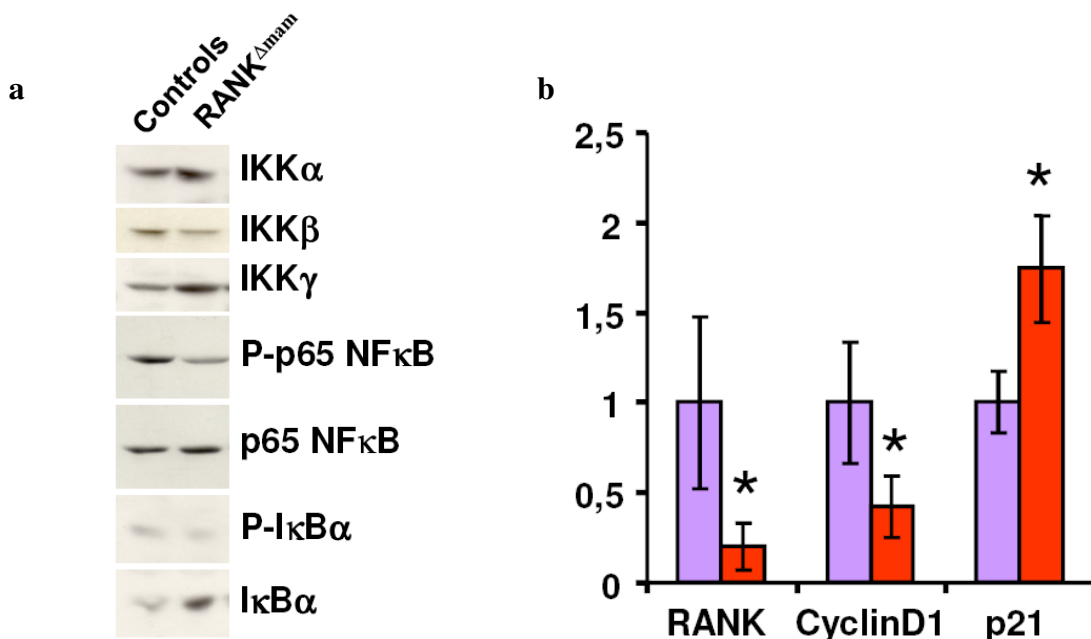 a
Controls
RANKΔmam
IKKα
IKKβ
IKKγ
P-p65 NFκB
p65 NFκB
P-IκBα
IκBα
b
2,5
2
1,5
1
0,5
0
*
*
*
RANK CyclinD1 p21